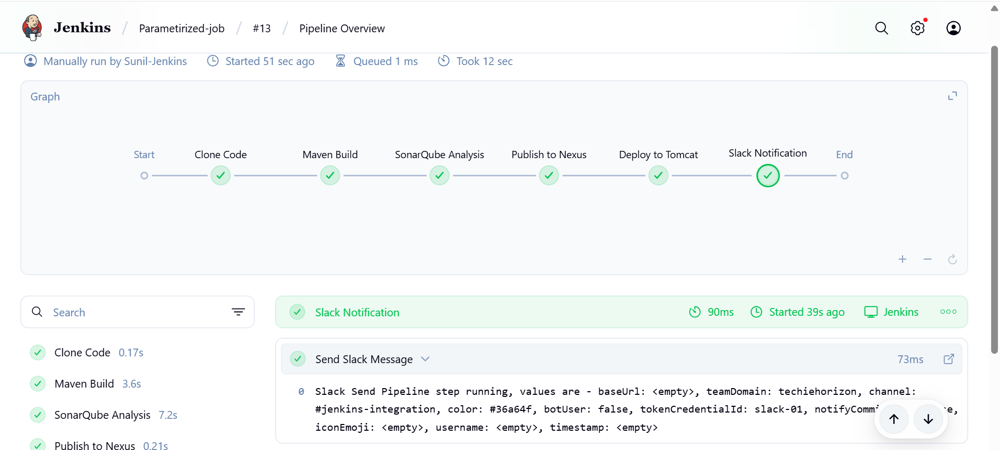 Jenkins / Parametirized-job / #13 / Pipeline Overview
Manually run by Sunil-Jenkins Started 51 sec ago Queued 1 ms Took 12 sec
Graph
Start Clone Code Maven Build SonarQube Analysis Publish to Nexus Deploy to Tomcat Slack Notification End
Search
Clone Code 0.17s
Maven Build 3.6s
SonarQube Analysis 7.2s
Publish to Nexus 0.21s
Slack Notification 90ms Started 39s ago Jenkins
Send Slack Message 73ms
0 Slack Send Pipeline step running, values are - baseUrl: <empty>, teamDomain: techiehorizon, channel:
#jenkins-integration, color: #36a64f, botUser: false, tokenCredentialId: slack-01,
iconEmoji: <empty>, username: <empty>, timestamp: <empty>